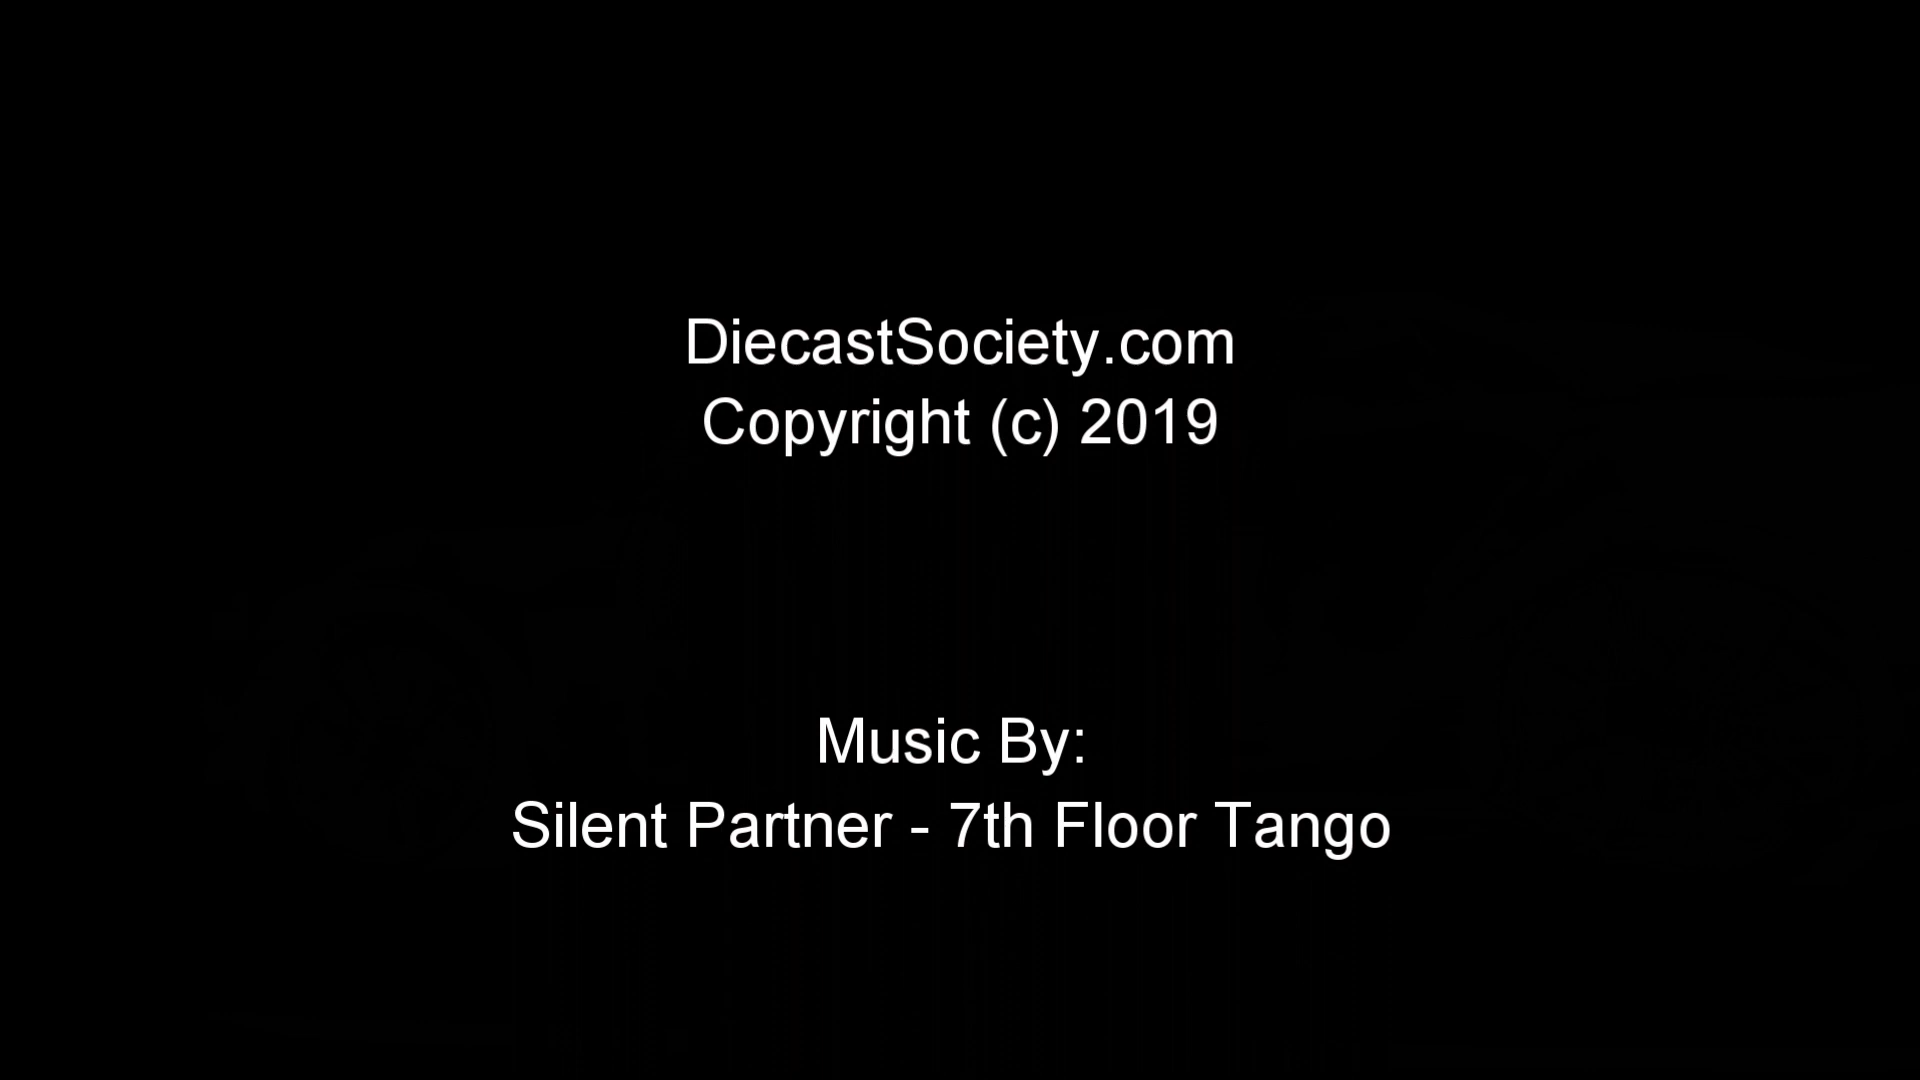 DiecastSociety.com
Copyright (c) 2019
Music By:
Silent Partner - 7th Floor Tango